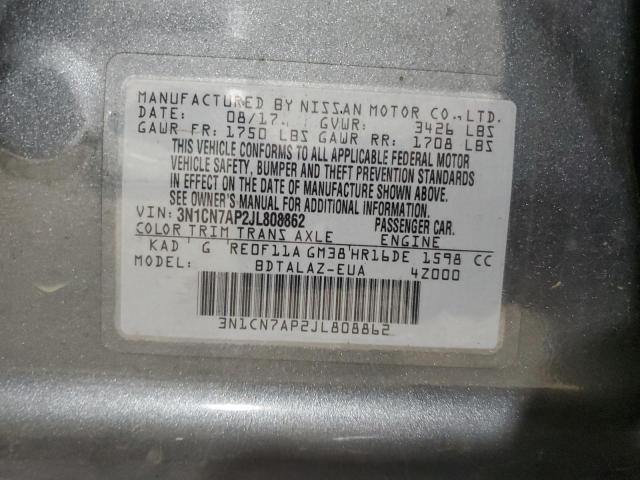 MANUFACTURED BY NISSAN MOTOR CO.,LTD.
DATE: 08/17. GVWR: 3426 LBS
GAWR FR: 1750 LBS GAWR RR: 1708 LBS
THIS VEHICLE CONFORMS TO ALL APPLICABLE FEDERAL MOTOR
VEHICLE SAFETY, BUMPER AND THEFT PREVENTION STANDARDS
IN EFFECT ON THE DATE OF MANUFACTURE SHOWN ABOVE.
SEE OWNER'S MANUAL FOR ADDITIONAL INFORMATION.
VIN: 3N1CN7AP2JL808862 PASSENGER CAR.
COLOR TRIM TRANS AXLE ENGINE
KAD G RE0F11A GM38 HR16DE 1598 CC
MODEL: BDTALAZ-EUA 4Z000
3N1CN7AP2JL808862